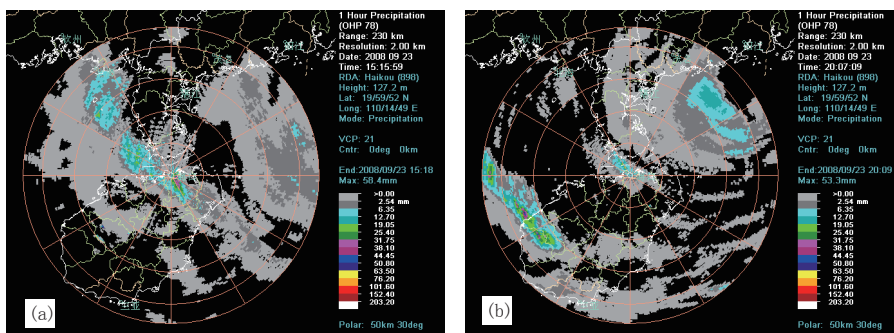 1 Hour Precipitation
(OHP 78)
Range: 230 km
Resolution: 2.00 km
Date: 2008 09 23
Time: 15:15:59
RDA: Haikou (898)
Height: 127.2 m
Lat: 19/59/52 N
Long: 110/14/49 E
Mode: Precipitation
VCP: 21
Cntr: 0deg 0km
End:2008/09/23 15:18
Max: 58.4mm
>0.00
2.54 mm
6.35
12.70
19.05
25.40
31.75
38.10
44.45
50.80
63.50
76.20
101.60
152.40
203.20
Polar: 50km 30deg
钦州
三亚
(a)
1 Hour Precipitation
(OHP 78)
Range: 230 km
Resolution: 2.00 km
Date: 2008 09 23
Time: 20:07:09
RDA: Haikou (898)
Height: 127.2 m
Lat: 19/59/52 N
Long: 110/14/49 E
Mode: Precipitation
VCP: 21
Cntr: 0deg 0km
End:2008/09/23 20:09
Max: 53.3mm
>0.00
2.54 mm
6.35
12.70
19.05
25.40
31.75
38.10
44.45
50.80
63.50
76.20
101.60
152.40
203.20
Polar: 50km 30deg
钦州
三亚
(b)